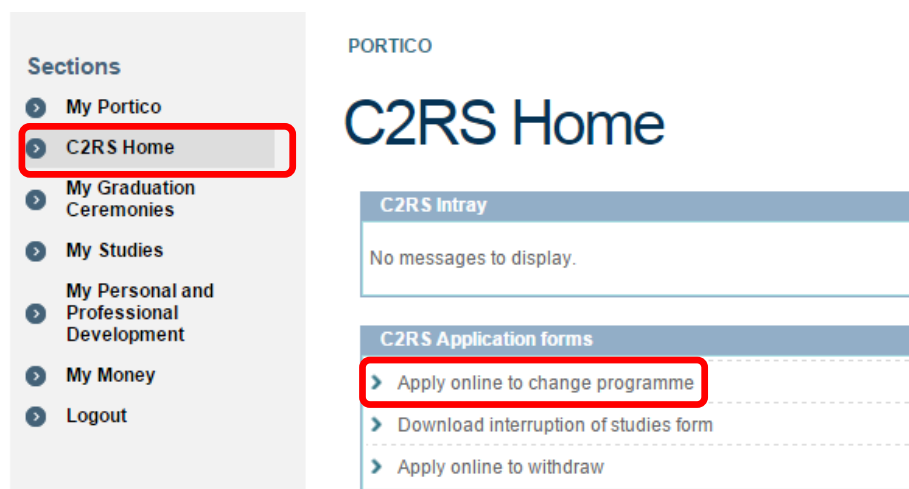 Sections
My Portico
C2RS Home
My Graduation
Ceremonies
My Studies
My Personal and
Professional
Development
My Money
Logout
PORTICO
C2RS Home
C2RS Intray
No messages to display.
C2RS Application forms
Apply online to change programme
Download interruption of studies form
Apply online to withdraw